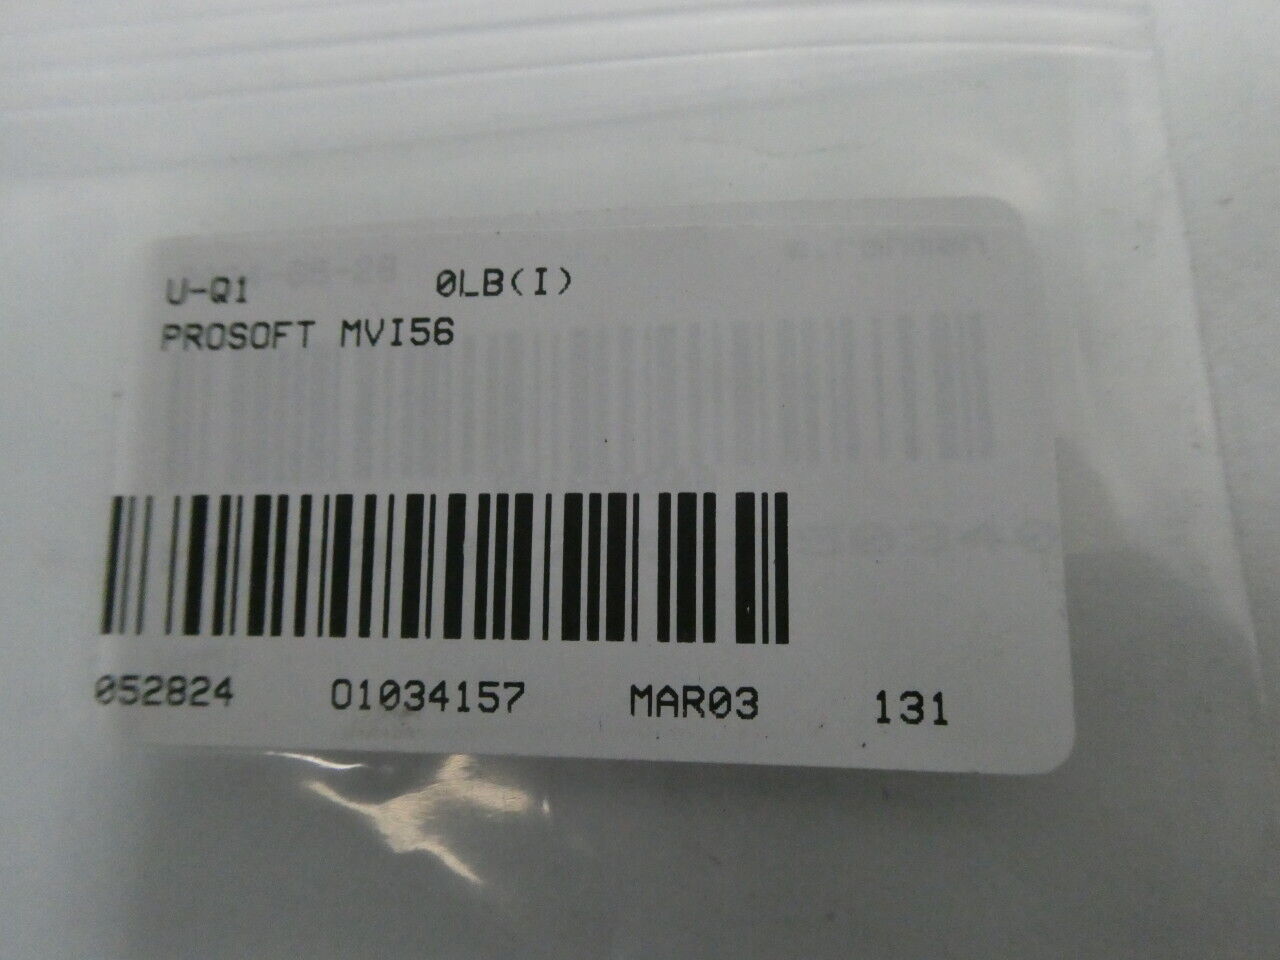 U-Q1 0LB(I)
PROSOFT MVI56
052824 01034157 MAR03 131